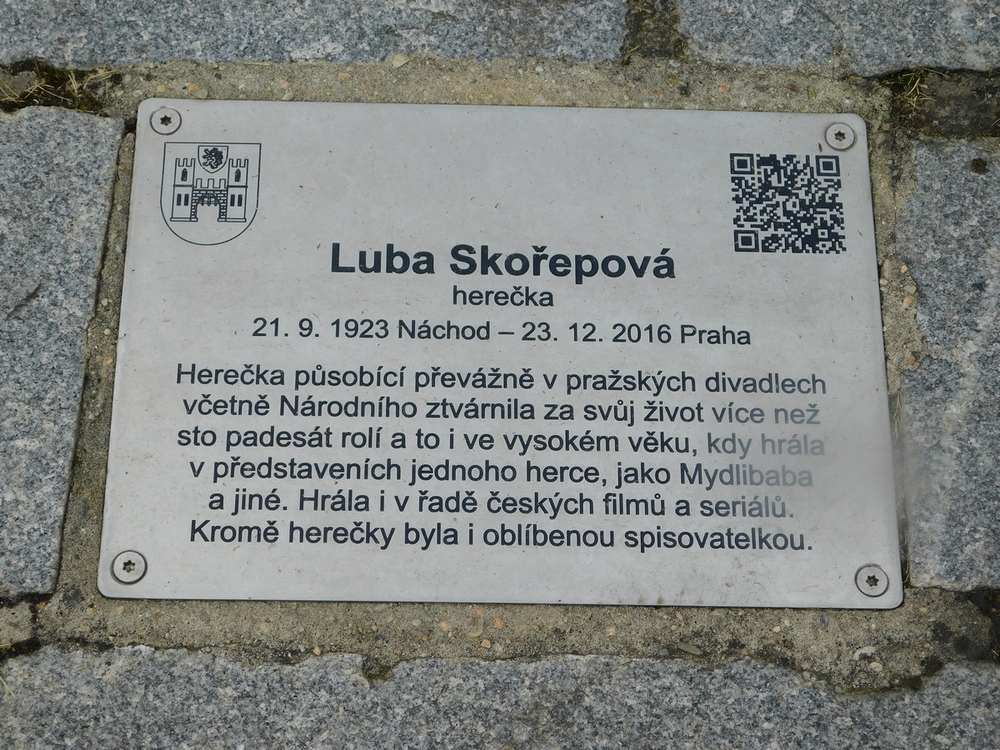 Luba Skořepová
herečka
21. 9. 1923 Náchod – 23. 12. 2016 Praha
Herečka působící převážně v pražských divadlech
včetně Národního ztvárnila za svůj život více než
sto padesát rolí a to i ve vysokém věku, kdy hrála
v představeních jednoho herce, jako Mydlibaba
a jiné. Hrála i v řadě českých filmů a seriálů.
Kromě herečky byla i oblíbenou spisovatelkou.